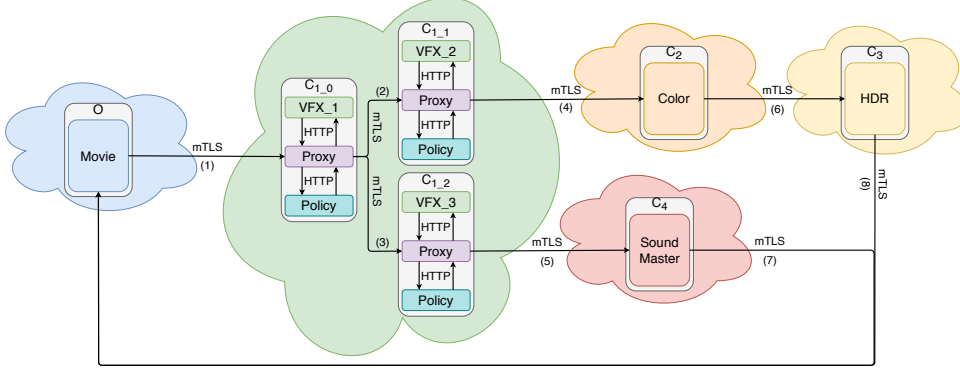 O
Movie
mTLS
(1)
C1_0
VFX_1
HTTP
Proxy
HTTP
Policy
(2)
mTLS
mTLS
(3)
C1_1
VFX_2
HTTP
Proxy
HTTP
Policy
C1_2
VFX_3
HTTP
Proxy
HTTP
Policy
mTLS
(4)
C2
Color
mTLS
(6)
C3
HDR
mTLS
(8)
mTLS
(5)
C4
Sound
Master
mTLS
(7)